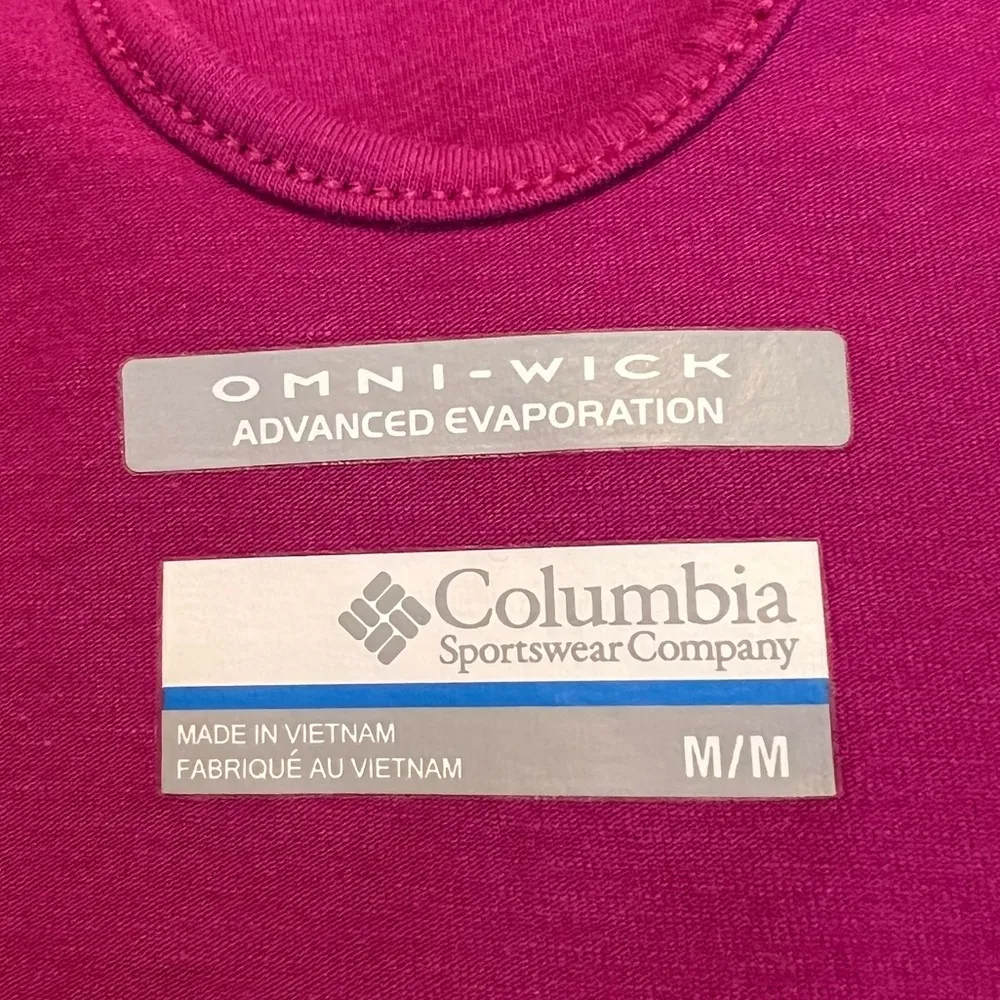 OMNI-WICK
ADVANCED EVAPORATION
Columbia
Sportswear Company
MADE IN VIETNAM
FABRIQUÉ AU VIETNAM
M/M